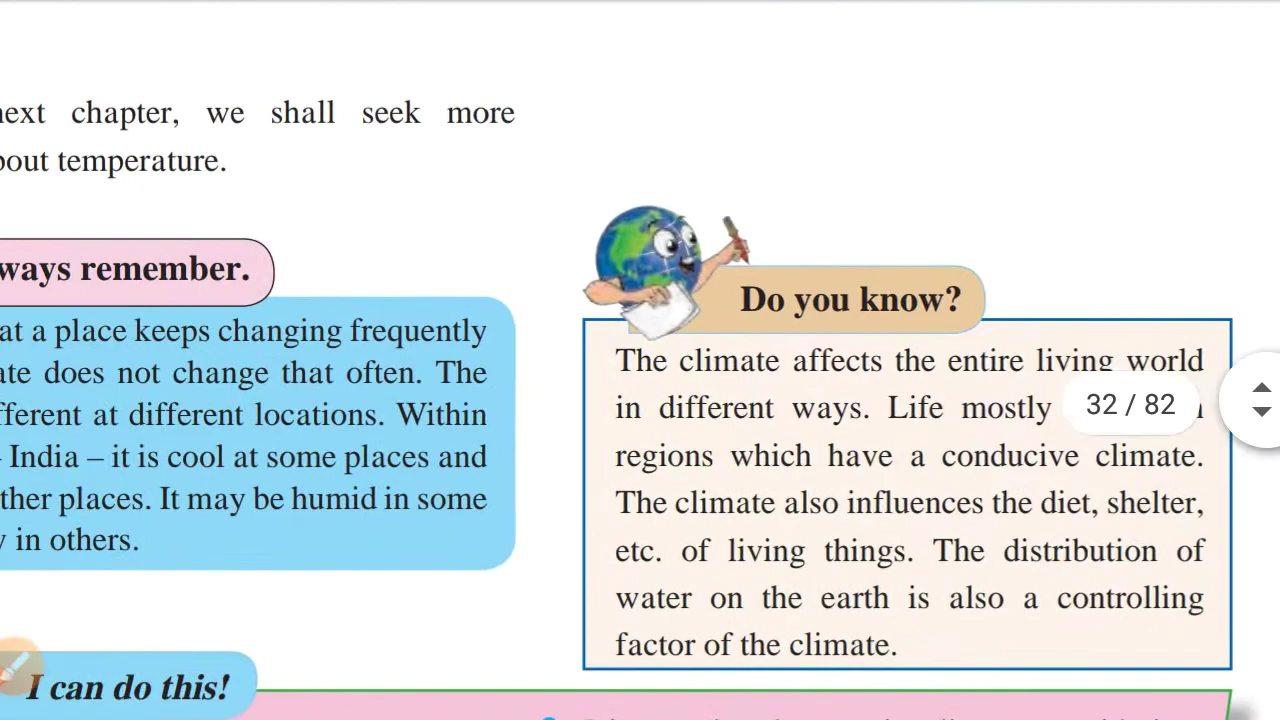 next chapter, we shall seek more
bout temperature.
ways remember.
at a place keeps changing frequently
ate does not change that often. The
fferent at different locations. Within
India – it is cool at some places and
ther places. It may be humid in some
y in others.
Do you know?
The climate affects the entire living world
in different ways. Life mostly
regions which have a conducive climate.
The climate also influences the diet, shelter,
etc. of living things. The distribution of
water on the earth is also a controlling
factor of the climate.
32 / 82
I can do this!